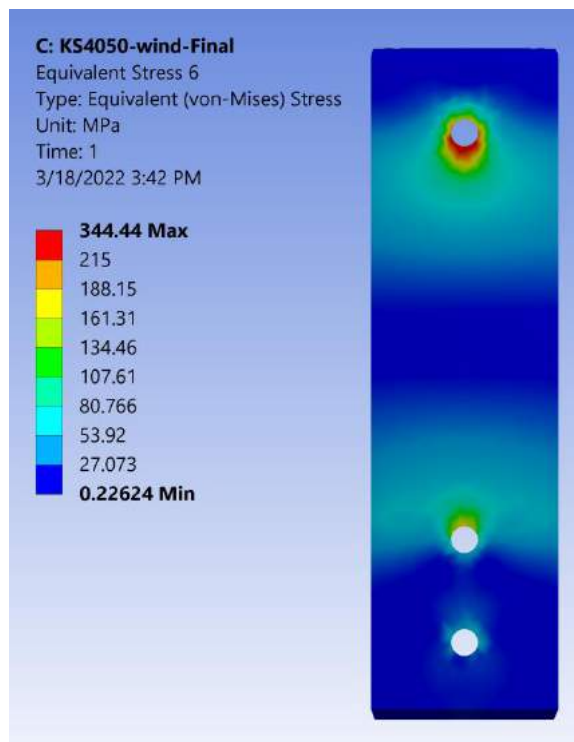 C: KS4050-wind-Final
Equivalent Stress 6
Type: Equivalent (von-Mises) Stress
Unit: MPa
Time: 1
3/18/2022 3:42 PM
344.44 Max
215
188.15
161.31
134.46
107.61
80.766
53.92
27.073
0.22624 Min